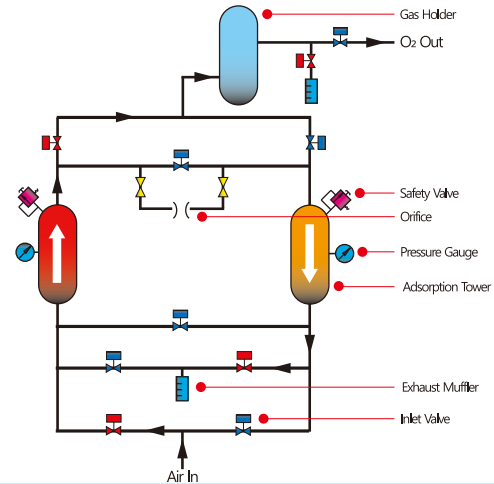 Gas Holder
O₂ Out
Safety Valve
Orifice
Pressure Gauge
Adsorption Tower
Exhaust Muffler
Inlet Valve
Air In